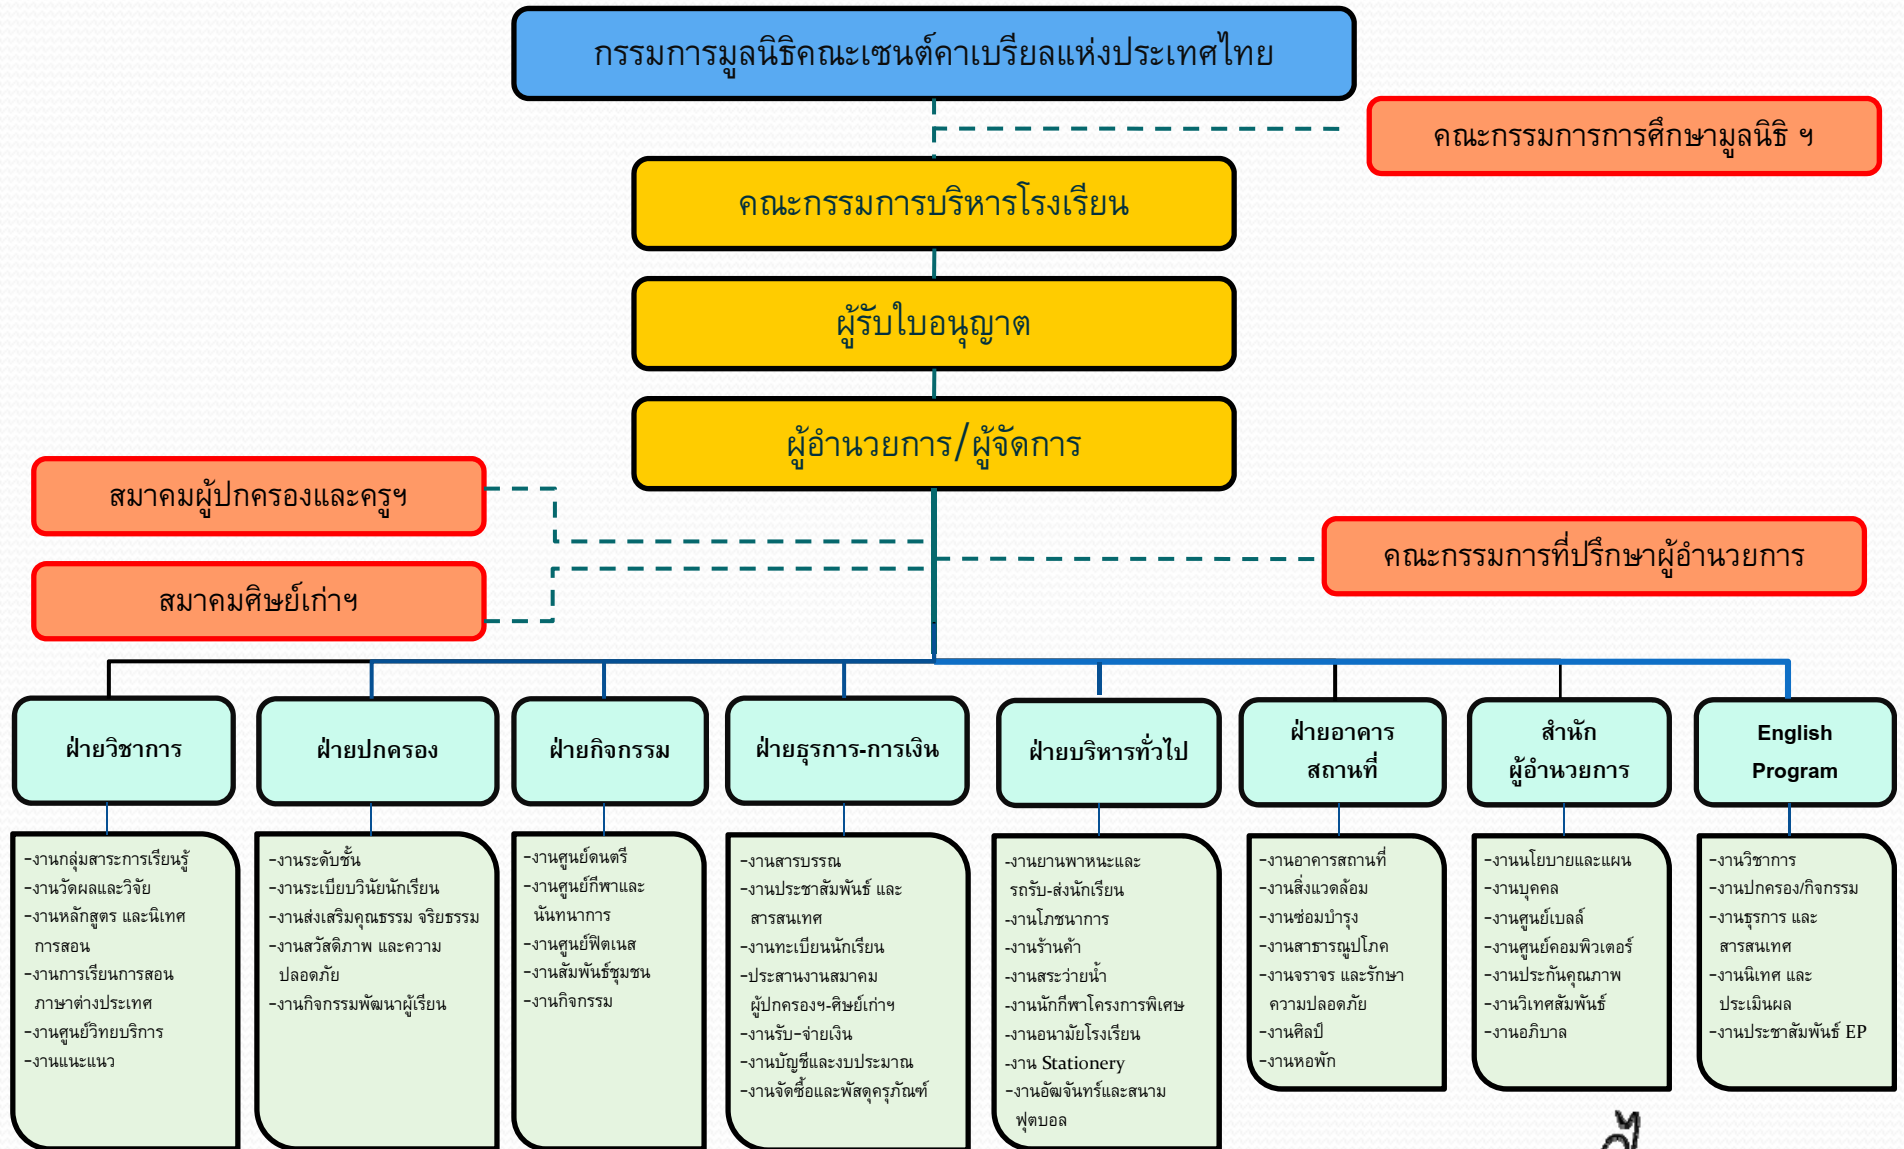 กรรมการมูลนิธิคณะเซนต์คาเบรียลแห่งประเทศไทย
คณะกรรมการการศึกษามูลนิธิ ฯ
คณะกรรมการบริหารโรงเรียน
ผู้รับใบอนุญาต
ผู้อำนวยการ/ผู้จัดการ
สมาคมผู้ปกครองและครูฯ
คณะกรรมการที่ปรึกษาผู้อำนวยการ
สมาคมศิษย์เก่าฯ
ฝ่ายวิชาการ
-งานกลุ่มสาระการเรียนรู้
-งานวัดผลและวิจัย
-งานหลักสูตร และนิเทศ
การสอน
-งานการเรียนการสอน
ภาษาต่างประเทศ
-งานศูนย์วิทยบริการ
-งานแนะแนว
ฝ่ายปกครอง
-งานระดับชั้น
-งานระเบียบวินัยนักเรียน
-งานส่งเสริมคุณธรรม จริยธรรม
-งานสวัสดิภาพ และความ
ปลอดภัย
-งานกิจกรรมพัฒนาผู้เรียน
ฝ่ายกิจกรรม
-งานศูนย์ดนตรี
-งานศูนย์กีฬาและ
นันทนาการ
-งานศูนย์ฟิตเนส
-งานสัมพันธ์ชุมชน
-งานกิจกรรม
ฝ่ายธุรการ-การเงิน
-งานสารบรรณ
-งานประชาสัมพันธ์ และ
สารสนเทศ
-งานทะเบียนนักเรียน
-ประสานงานสมาคม
ผู้ปกครองฯ-ศิษย์เก่าฯ
-งานรับ-จ่ายเงิน
-งานบัญชีและงบประมาณ
-งานจัดซื้อและพัสดุครุภัณฑ์
ฝ่ายบริหารทั่วไป
-งานยานพาหนะและ
รถรับ-ส่งนักเรียน
-งานโภชนาการ
-งานร้านค้า
-งานสระว่ายน้ำ
-งานนักกีฬาโครงการพิเศษ
-งานอนามัยโรงเรียน
-งาน Stationery
-งานอัฒจันทร์และสนาม
ฟุตบอล
ฝ่ายอาคาร
สถานที่
-งานอาคารสถานที่
-งานสิ่งแวดล้อม
-งานซ่อมบำรุง
-งานสาธารณูปโภค
-งานจราจร และรักษา
ความปลอดภัย
-งานศิลป์
-งานหอพัก
สำนัก
ผู้อำนวยการ
-งานนโยบายและแผน
-งานบุคคล
-งานศูนย์เบลล์
-งานศูนย์คอมพิวเตอร์
-งานประกันคุณภาพ
-งานวิเทศสัมพันธ์
-งานอภิบาล
English
Program
-งานวิชาการ
-งานปกครอง/กิจกรรม
-งานธุรการ และ
สารสนเทศ
-งานนิเทศ และ
ประเมินผล
-งานประชาสัมพันธ์ EP